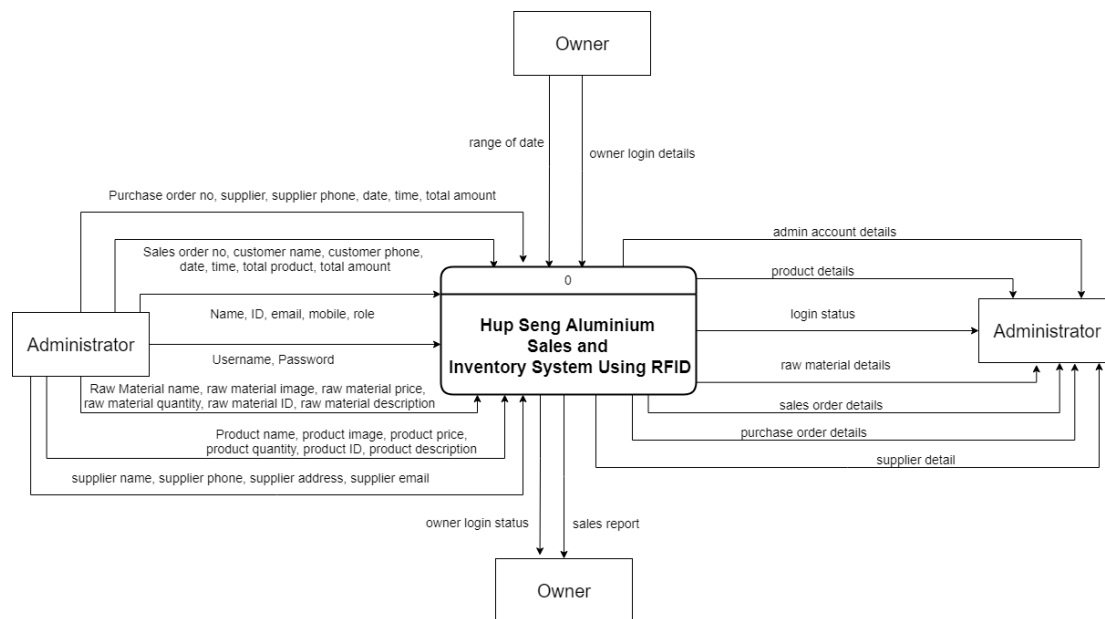 Owner
range of date
owner login details
Purchase order no, supplier, supplier phone, date, time, total amount
Sales order no, customer name, customer phone,
date, time, total product, total amount
admin account details
product details
0
Name, ID, email, mobile, role
login status
Hup Seng Aluminium
Sales and
Inventory System Using RFID
Administrator
Administrator
Username, Password
raw material details
Raw Material name, raw material image, raw material price,
raw material quantity, raw material ID, raw material description
sales order details
Product name, product image, product price,
product quantity, product ID, product description
purchase order details
supplier detail
supplier name, supplier phone, supplier address, supplier email
owner login status
sales report
Owner